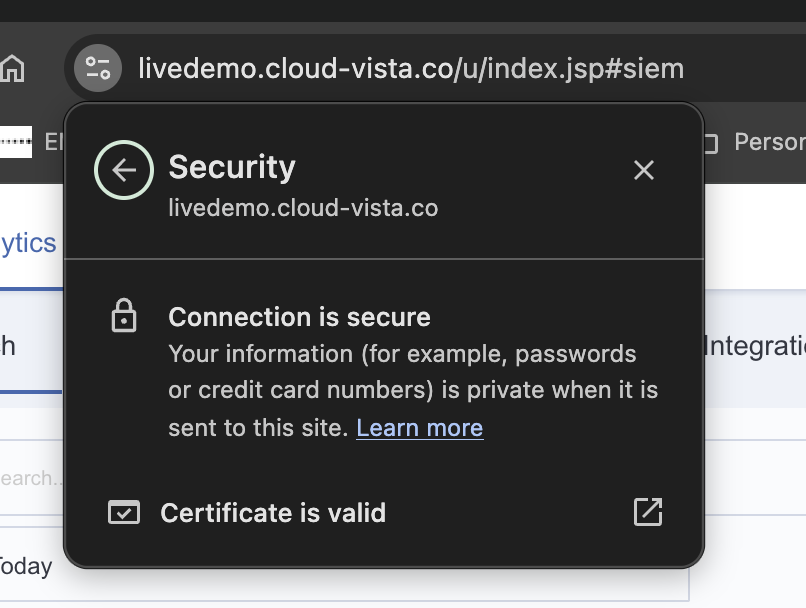 livedemo.cloud-vista.co/u/index.jsp#siem
Person
Security
livedemo.cloud-vista.co
ytics
Connection is secure
h
Your information (for example, passwords
Integrati
or credit card numbers) is private when it is
sent to this site. Learn more
earch..
Certificate is valid
Today